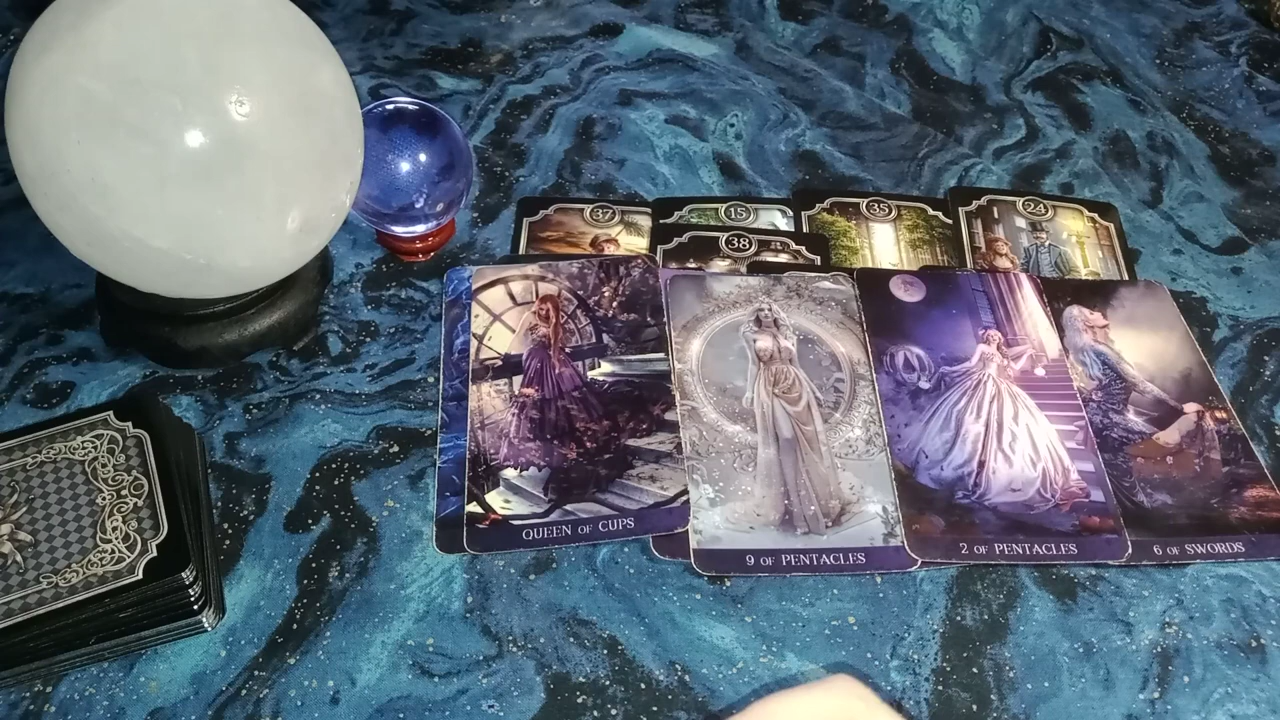 37
15
35
24
38
QUEEN OF CUPS
9 OF PENTACLES
2 OF PENTACLES
6 OF SWORDS